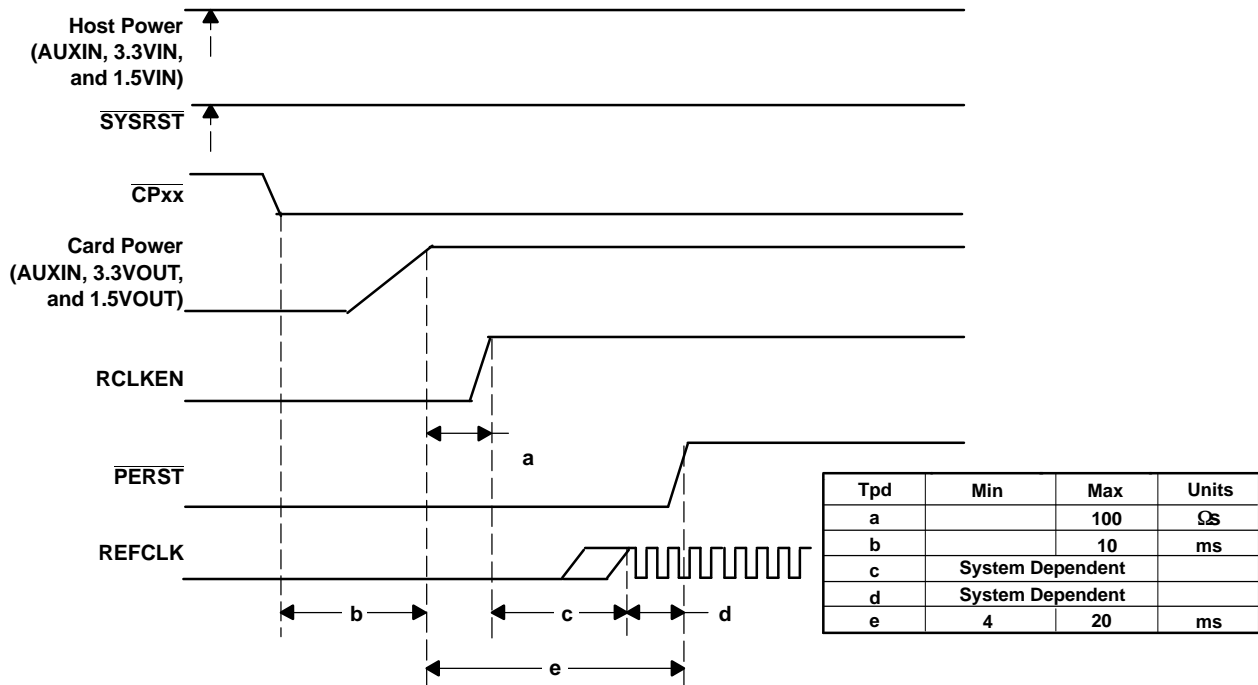 Host Power
(AUXIN, 3.3VIN,
and 1.5VIN)
SYSRST
CPxx
Card Power
(AUXIN, 3.3VOUT,
and 1.5VOUT)
RCLKEN
a
PERST
REFCLK
b
c
d
e
Tpd Min Max Units
a 100 Ωs
b 10 ms
c System Dependent
d System Dependent
e 4 20 ms